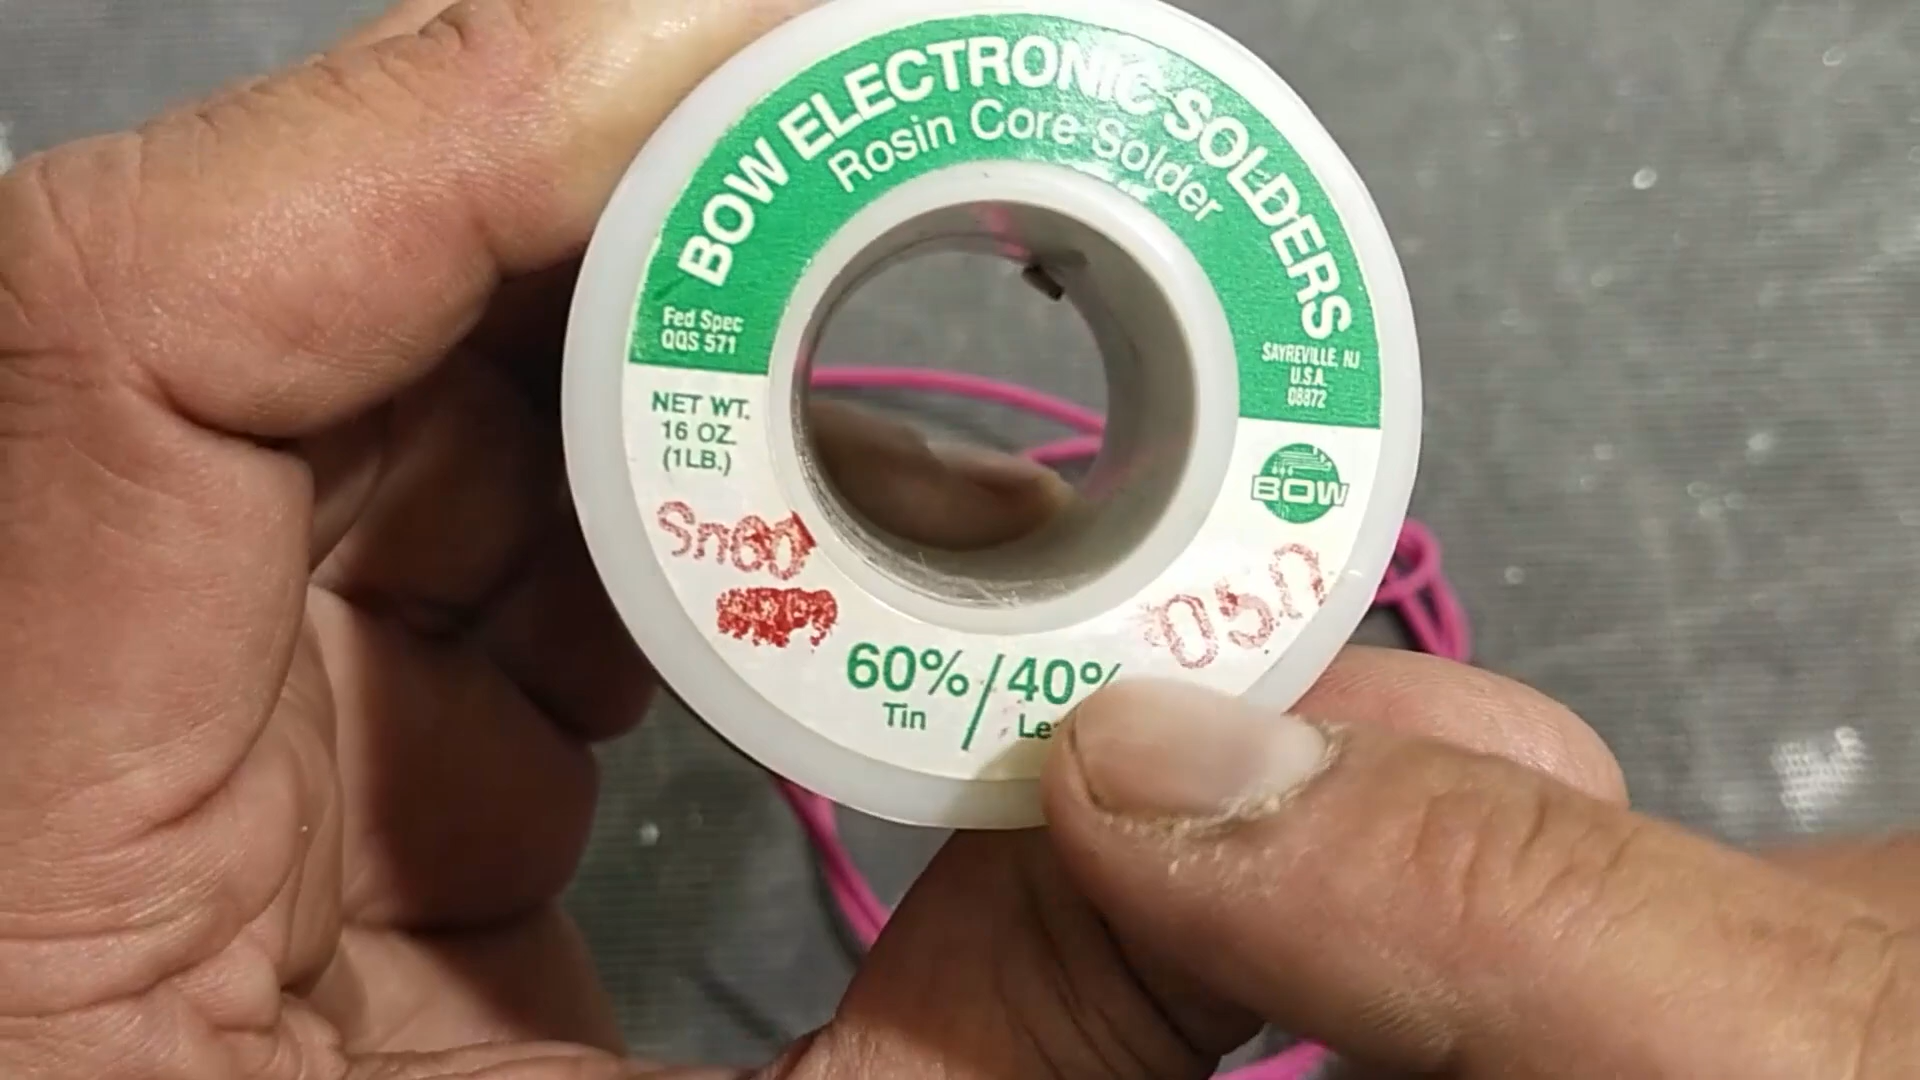 BOW ELECTRONIC SOLDERS
Rosin Core Solder
Fed Spec
QQS 571
SAYREVILLE, NJ
U.S.A.
08872
NET WT.
16 OZ.
(1LB.)
BOW
Sn60
050
60%/40%
Tin